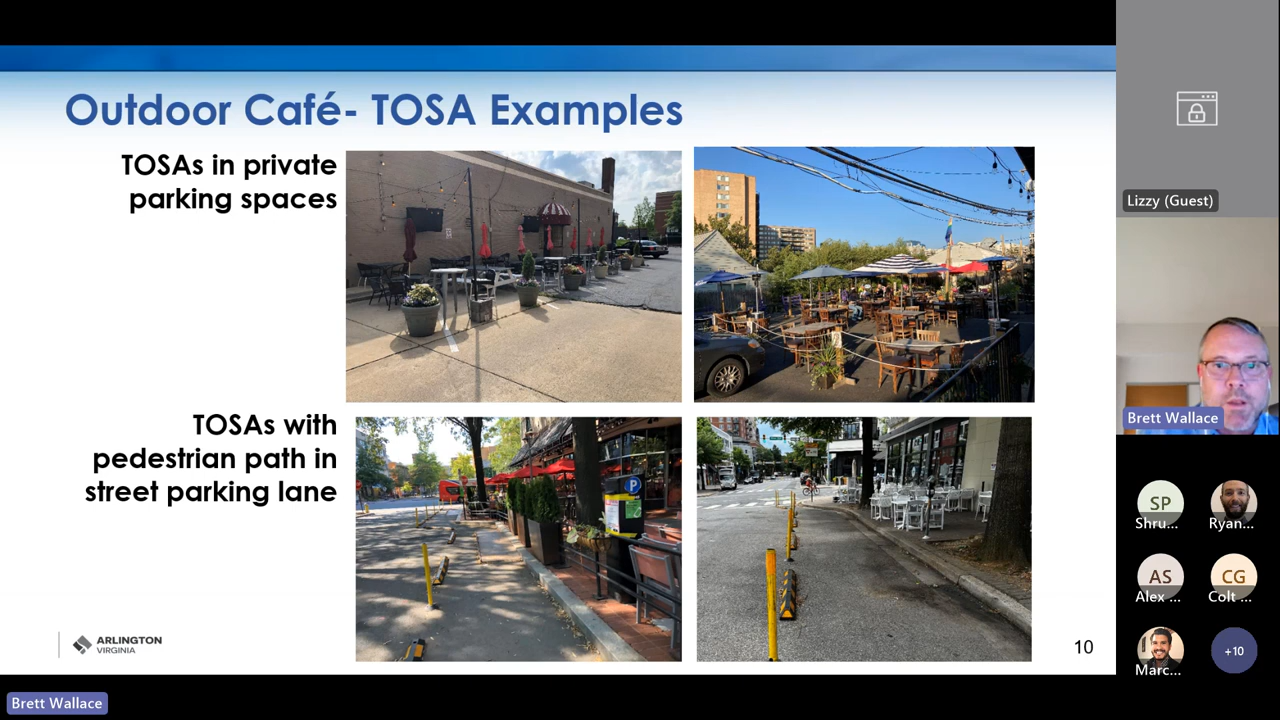 Outdoor Café- TOSA Examples
TOSAs in private
parking spaces
TOSAs with
pedestrian path in
street parking lane
P
ARLINGTON
VIRGINIA
10
Lizzy (Guest)
Brett Wallace
SP
Shru...
Ryan...
AS
Alex ...
CG
Colt ...
Marc...
+10
Brett Wallace